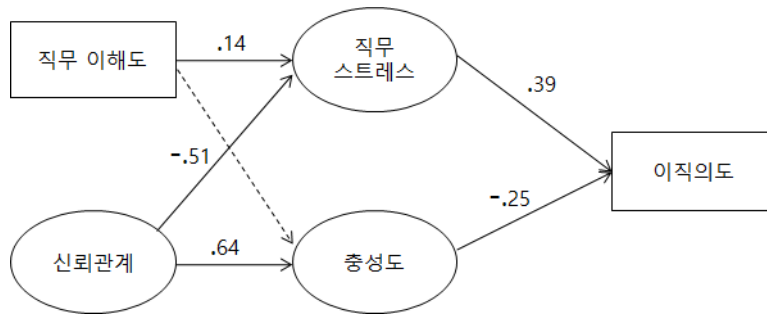 직무 이해도
.14
직무
스트레스
.39
-.51
이직의도
-.25
신뢰관계
.64
충성도